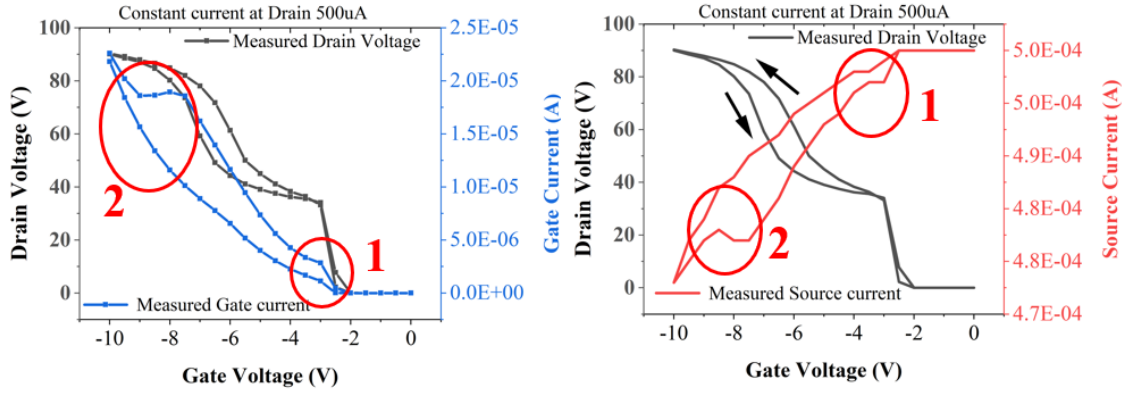 Constant current at Drain 500uA
100
80
60
40
20
0
Drain Voltage (V)
Measured Drain Voltage
Measured Gate current
2
1
2.5E-05
2.0E-05
1.5E-05
1.0E-05
5.0E-06
0.0E+00
Gate Current (A)
-10 -8 -6 -4 -2 0
Gate Voltage (V)
Constant current at Drain 500uA
100
80
60
40
20
0
Drain Voltage (V)
Measured Drain Voltage
Measured Source current
1
2
5.0E-04
5.0E-04
4.9E-04
4.8E-04
4.8E-04
4.7E-04
Source Current (A)
-10 -8 -6 -4 -2 0
Gate Voltage (V)